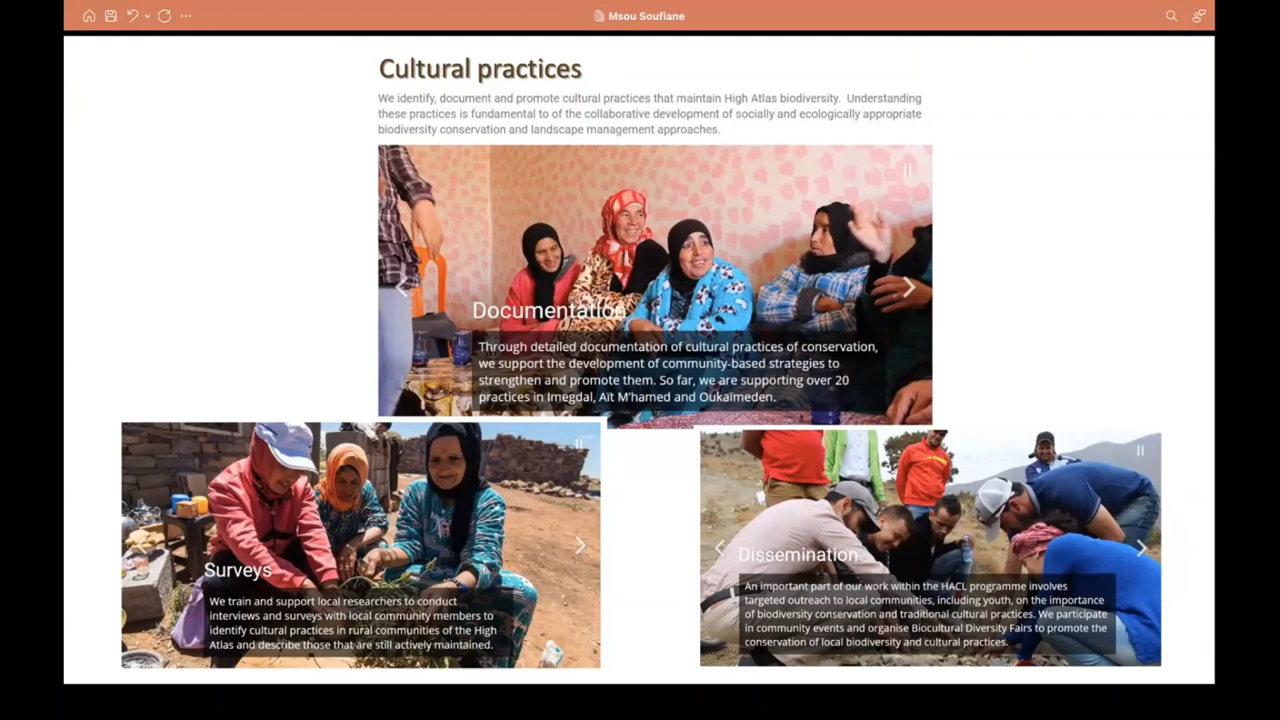 Msou Soufiane
Cultural practices
We identify, document and promote cultural practices that maintain High Atlas biodiversity. Understanding
these practices is fundamental to of the collaborative development of socially and ecologically appropriate
biodiversity conservation and landscape management approaches.
Documentation
Through detailed documentation of cultural practices of conservation,
we support the development of community-based strategies to
strengthen and promote them. So far, we are supporting over 20
practices in Imegdal, Aït M'hamed and Oukaïmeden.
Surveys
We train and support local researchers to conduct
interviews and surveys with local community members to
identify cultural practices in rural communities of the High
Atlas and describe those that are still actively maintained.
Dissemination
An important part of our work within the HACL programme involves
targeted outreach to local communities, including youth, on the importance
of biodiversity conservation and traditional cultural practices. We participate
in community events and organise Biocultural Diversity Fairs to promote the
conservation of local biodiversity and cultural practices.